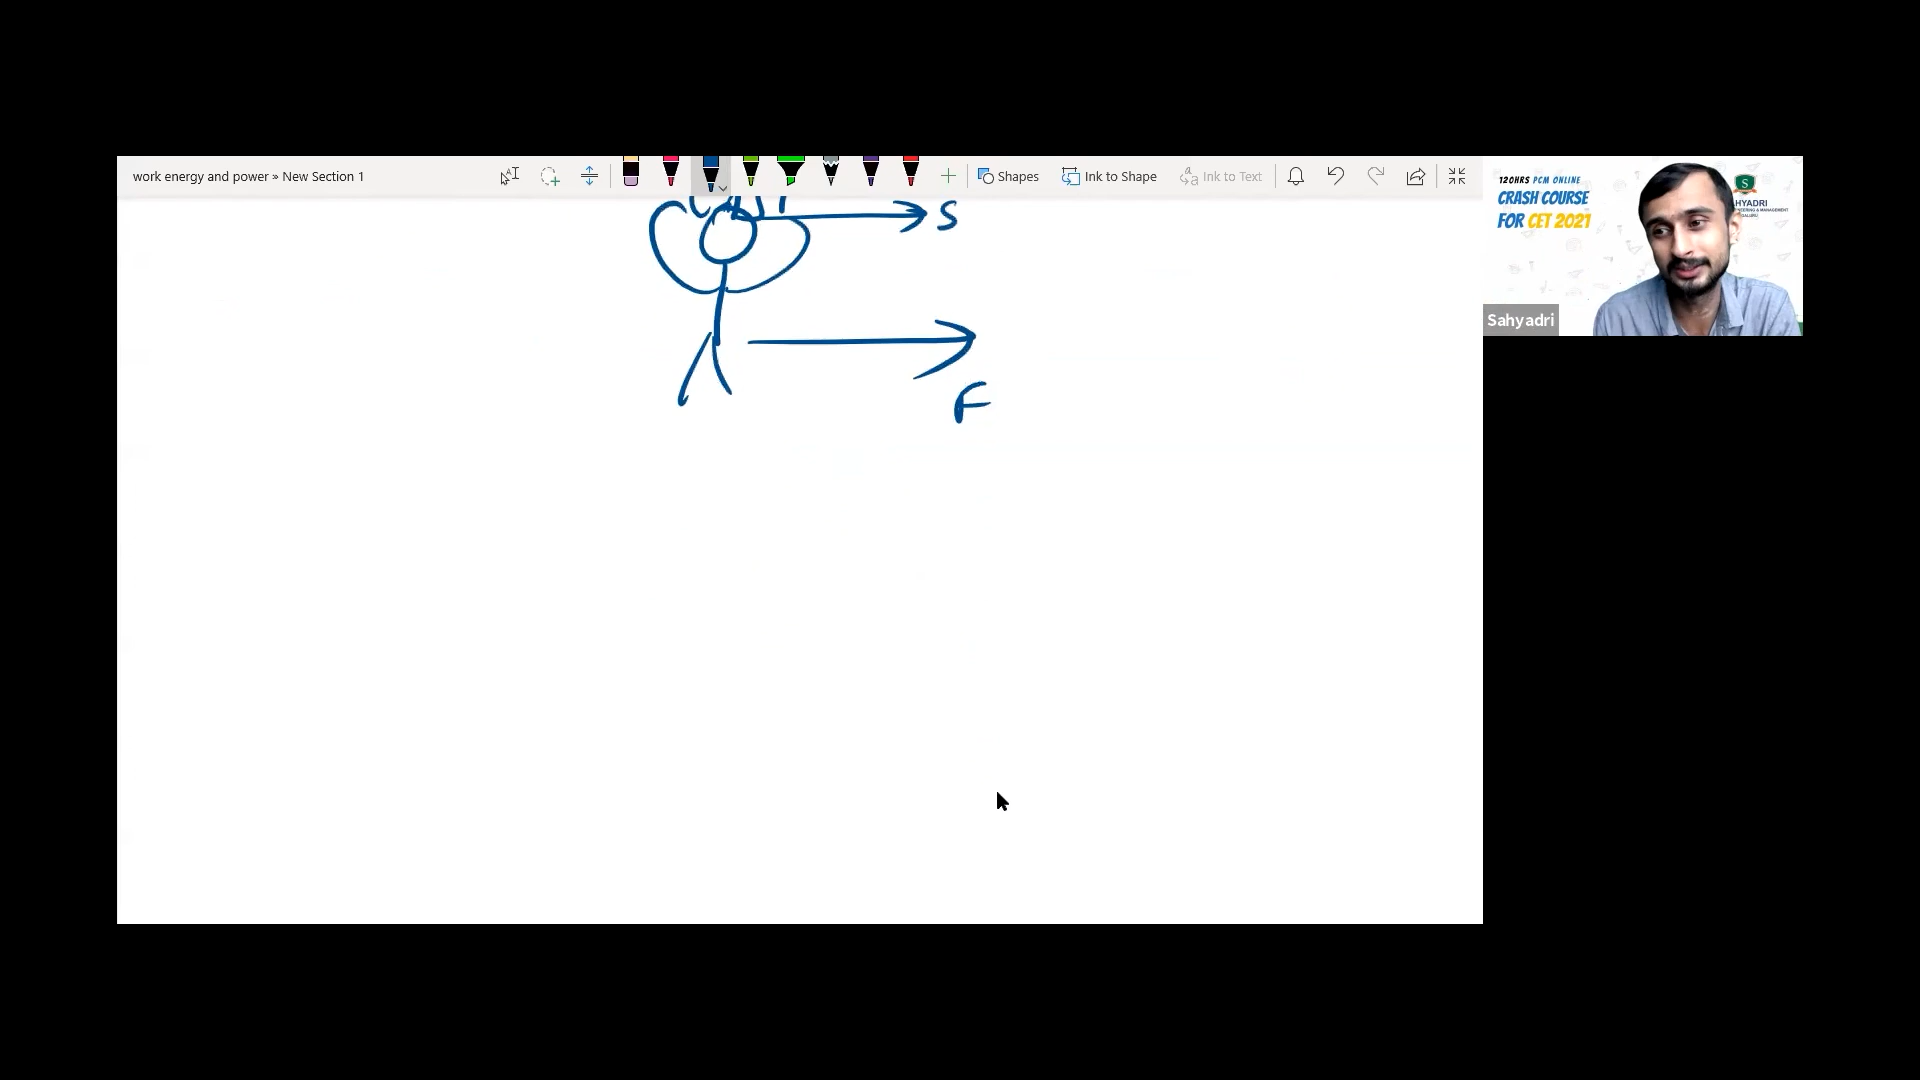 work energy and power » New Section 1
Shapes
Ink to Shape
Ink to Text
S
F
120HRS PCM ONLINE
CRASH COURSE
FOR CET 2021
S
HYADRI
Sahyadri